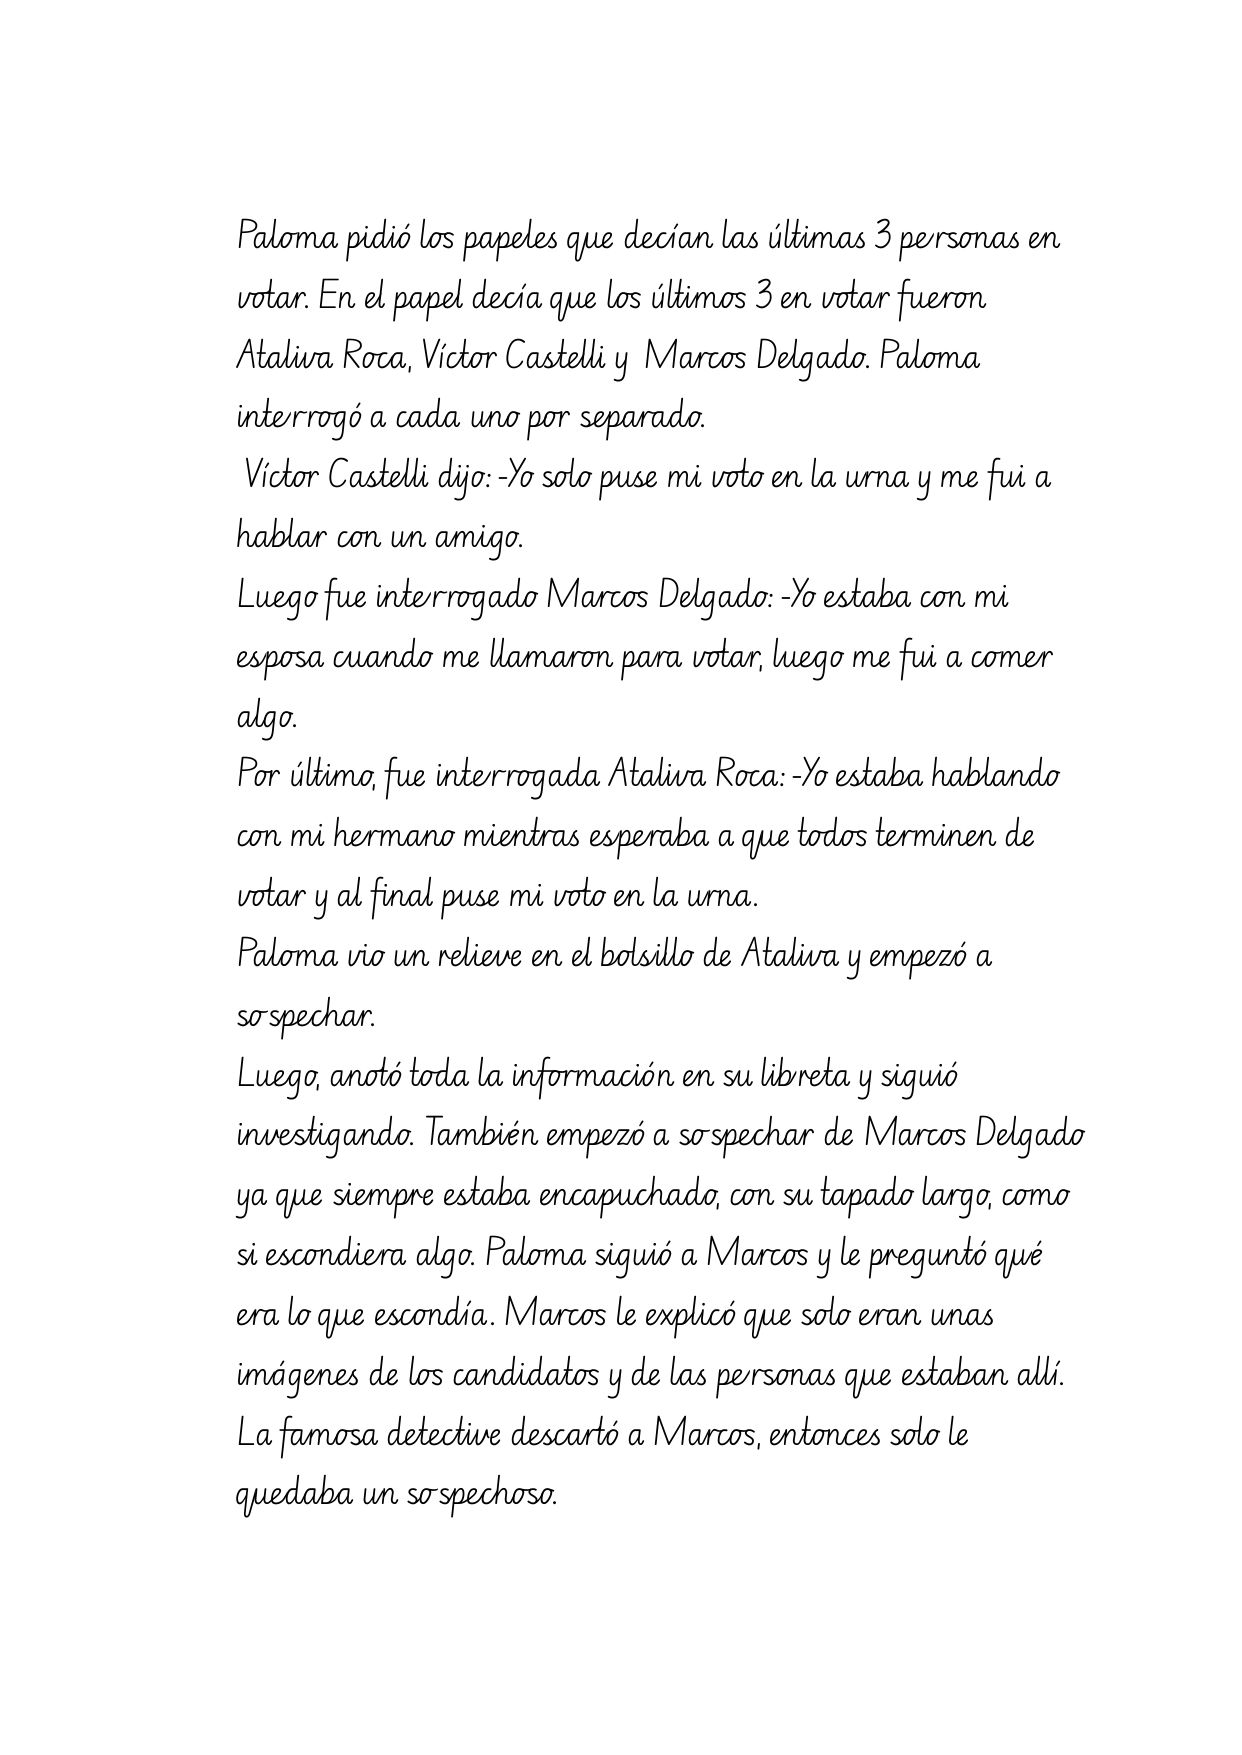 Paloma pidió los papeles que decían las últimas 3 personas en
votar. En el papel decía que los últimos 3 en votar fueron
Ataliva Roca, Víctor Castelli y  Marcos Delgado. Paloma
interrogó a cada uno por separado.
Víctor Castelli dijo: -Yo solo puse mi voto en la urna y me fui a
hablar con un amigo.
Luego fue interrogado Marcos Delgado: -Yo estaba con mi
esposa cuando me llamaron para votar, luego me fui a comer
algo.
Por último, fue interrogada Ataliva Roca: -Yo estaba hablando
con mi hermano mientras esperaba a que todos terminen de
votar y al final puse mi voto en la urna.
Paloma vio un relieve en el bolsillo de Ataliva y empezó a
sospechar.
Luego, anotó toda la información en su libreta y siguió
investigando. También empezó a sospechar de Marcos Delgado
ya que siempre estaba encapuchado, con su tapado largo, como
si escondiera algo. Paloma siguió a Marcos y le preguntó qué
era lo que escondía. Marcos le explicó que solo eran unas
imágenes de los candidatos y de las personas que estaban allí.
La famosa detective descartó a Marcos, entonces solo le
quedaba un sospechoso.